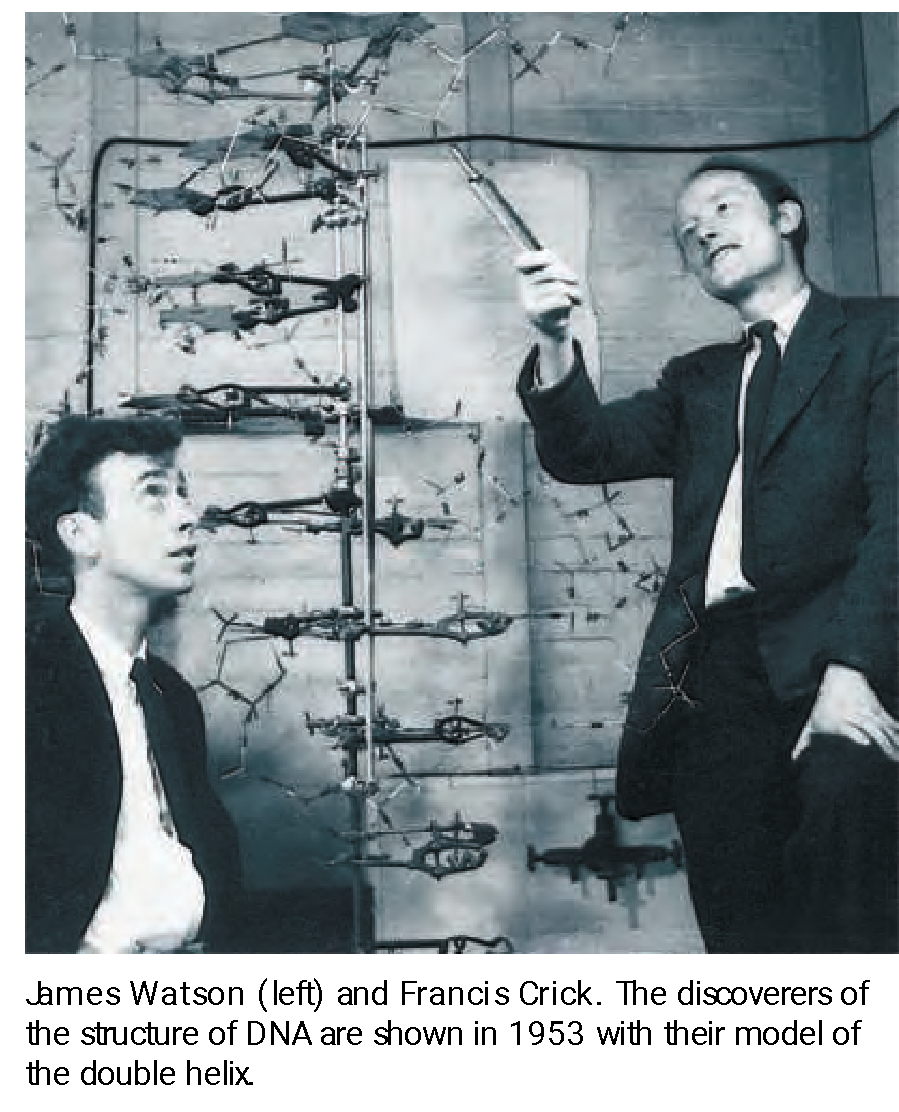 James Watson (left) and Francis Crick. The discoverers of
the structure of DNA are shown in 1953 with their model of
the double helix.